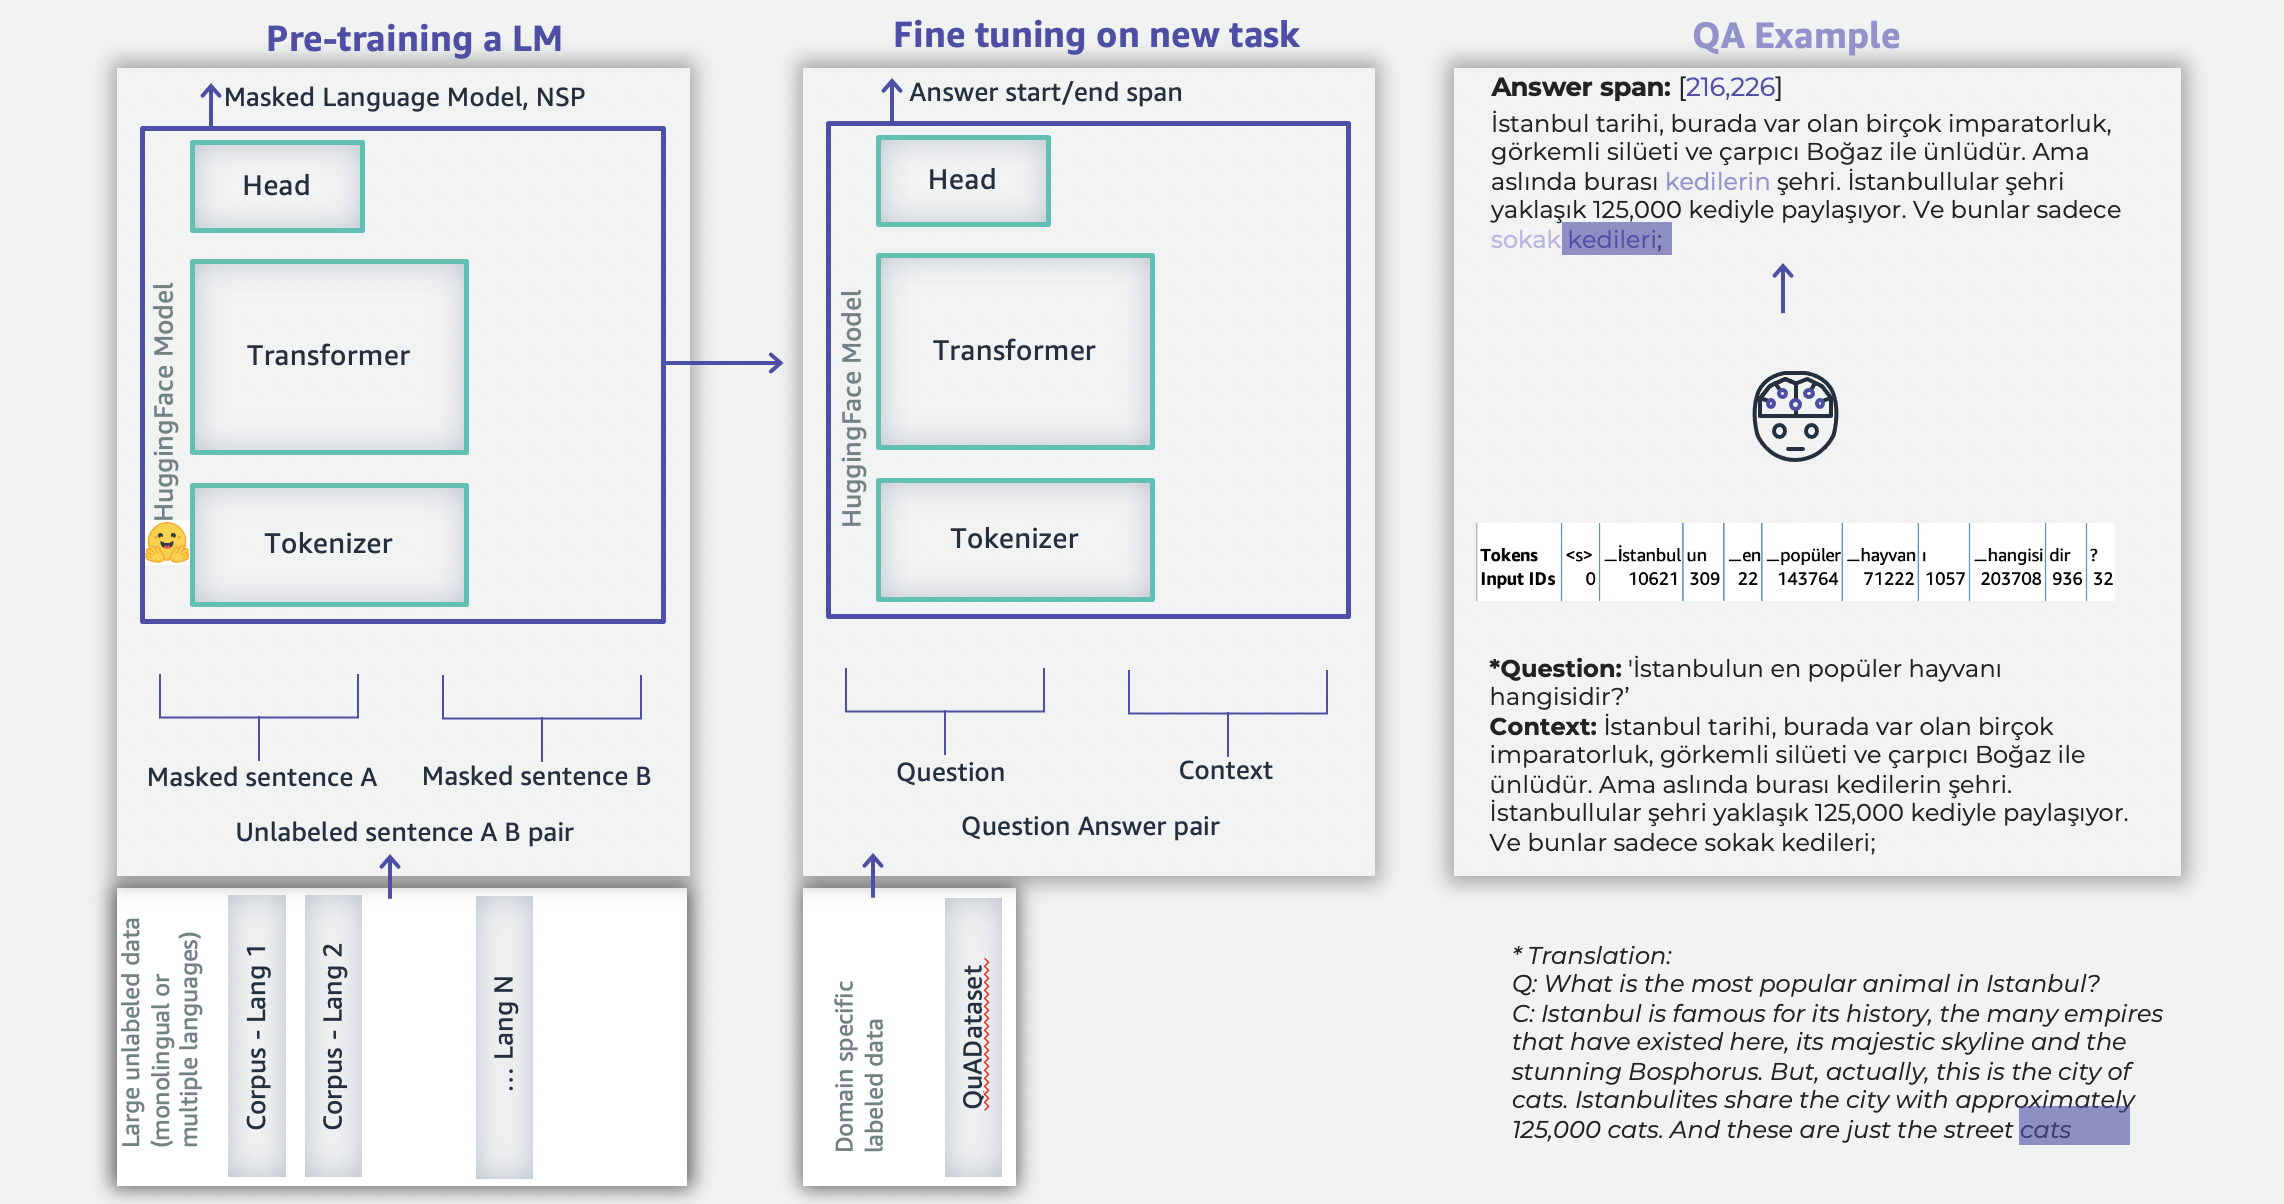 Pre-training a LM
Masked Language Model, NSP
HuggingFace Model
Head
Transformer
Tokenizer
Masked sentence A
Masked sentence B
Unlabeled sentence A B pair
Large unlabeled data
(monolingual or
multiple languages)
Corpus - Lang 1
Corpus - Lang 2
... Lang N
Fine tuning on new task
Answer start/end span
HuggingFace Model
Head
Transformer
Tokenizer
Question
Context
Question Answer pair
Domain specific
labeled data
QuADataset
QA Example
Answer span: [216,226]
İstanbul tarihi, burada var olan birçok imparatorluk,
görkemli silüeti ve çarpıcı Boğaz ile ünlüdür. Ama
aslında burası kedilerin şehri. İstanbullular şehri
yaklaşık 125,000 kediyle paylaşıyor. Ve bunlar sadece
sokak kedileri;
Tokens <s> _İstanbul un _en _popüler _hayvan ı _hangisi dir ?
Input IDs 0 10621 309 22 143764 71222 1057 203708 936 32
*Question: 'İstanbulun en popüler hayvanı
hangisidir?’
Context: İstanbul tarihi, burada var olan birçok
imparatorluk, görkemli silüeti ve çarpıcı Boğaz ile
ünlüdür. Ama aslında burası kedilerin şehri.
İstanbullular şehri yaklaşık 125,000 kediyle paylaşıyor.
Ve bunlar sadece sokak kedileri;
* Translation:
Q: What is the most popular animal in Istanbul?
C: Istanbul is famous for its history, the many empires
that have existed here, its majestic skyline and the
stunning Bosphorus. But, actually, this is the city of
cats. Istanbulites share the city with approximately
125,000 cats. And these are just the street cats